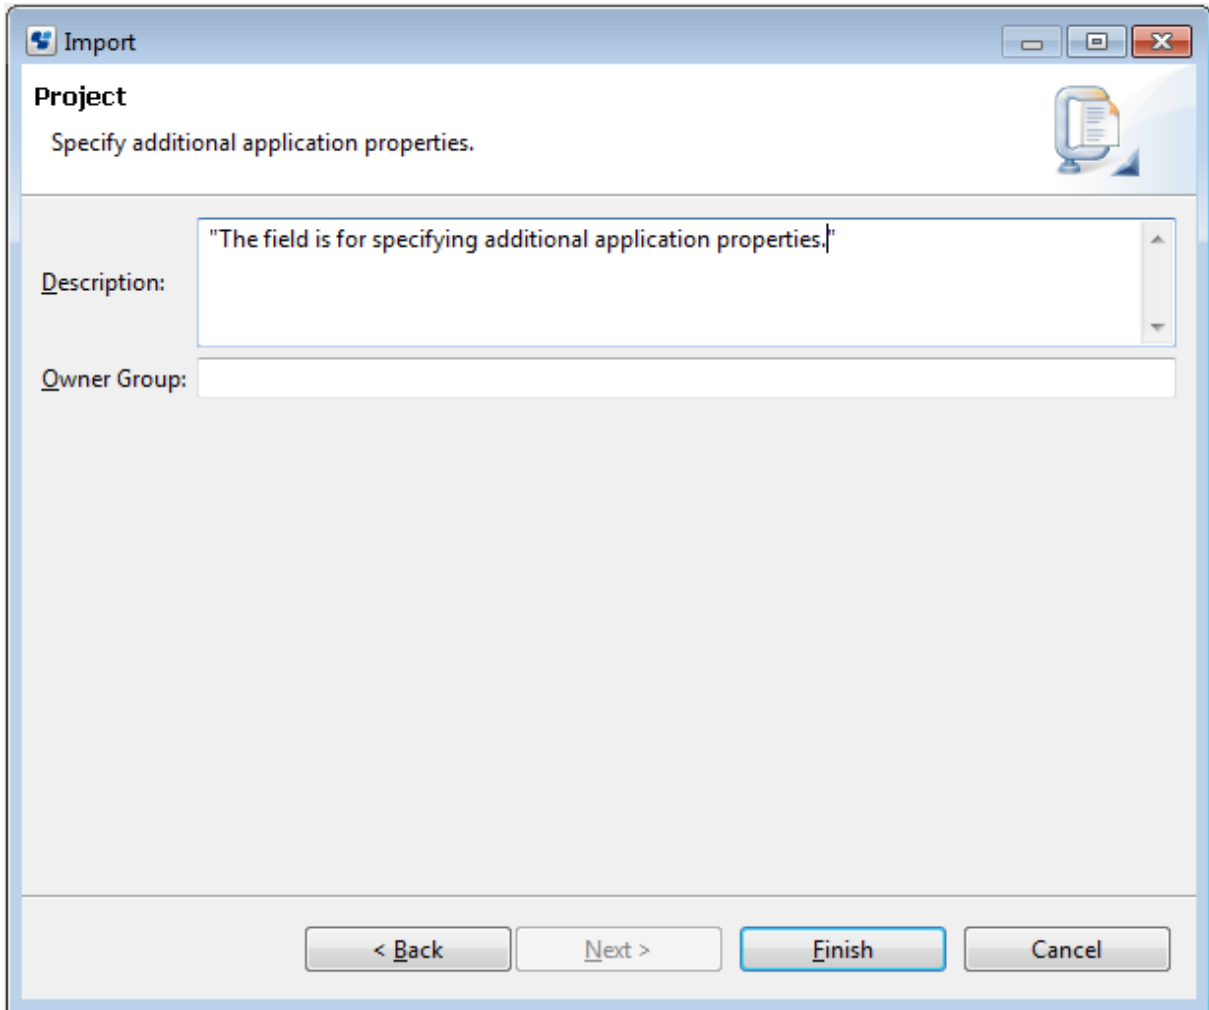 Import
Project
Specify additional application properties.
Description:
"The field is for specifying additional application properties."
Owner Group:
< Back
Next >
Finish
Cancel